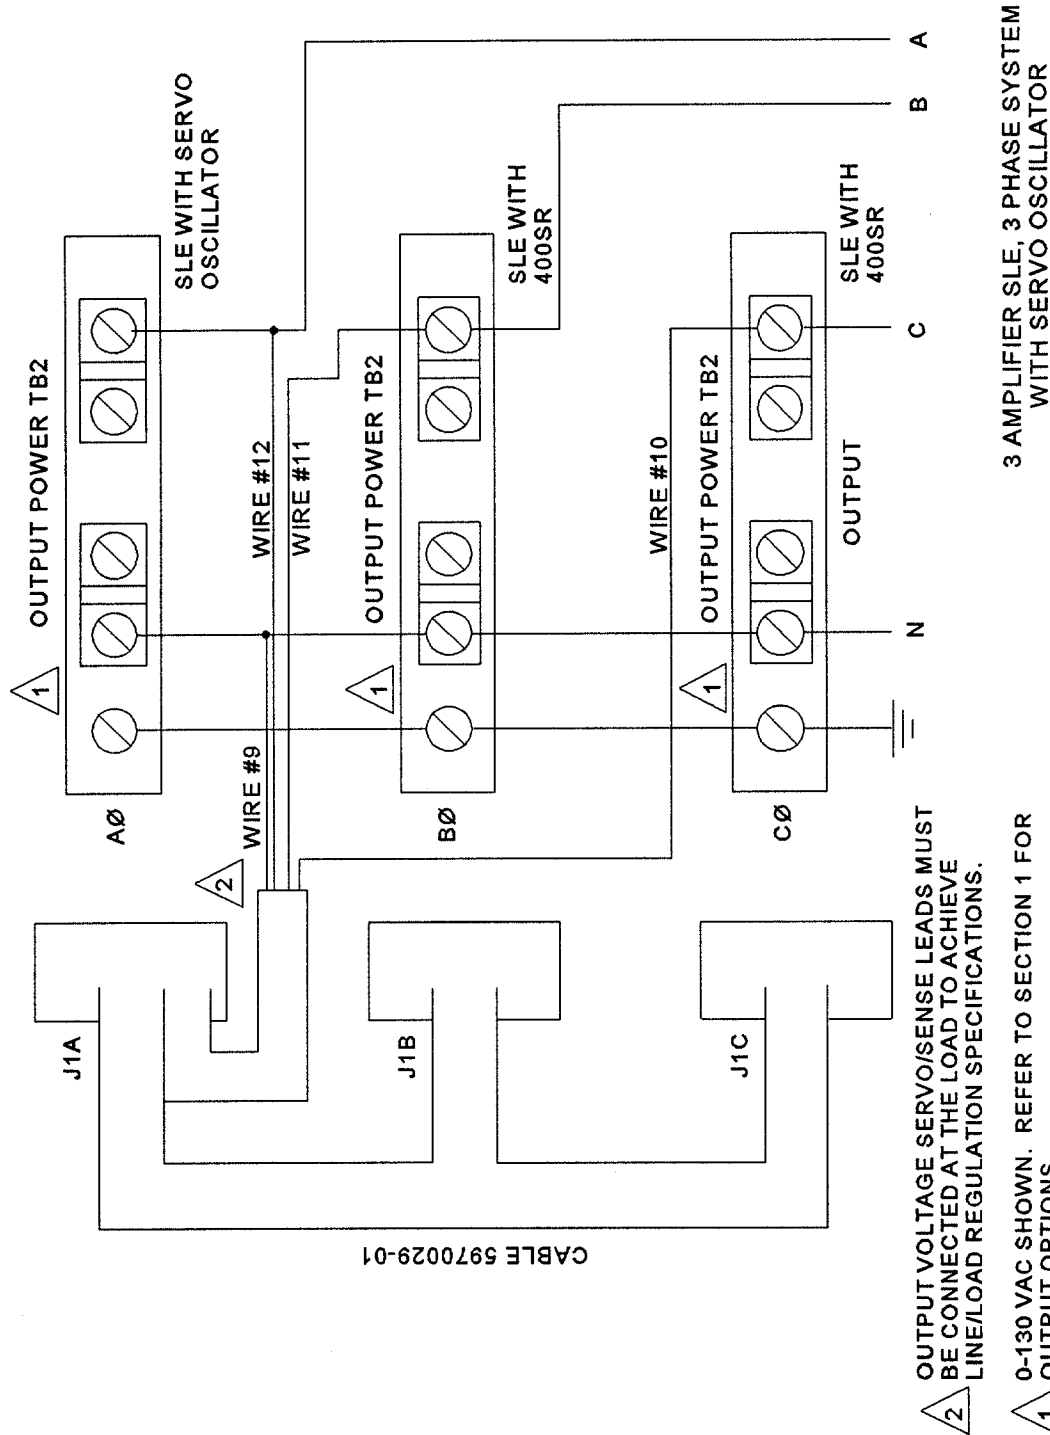 OUTPUT POWER TB2
1
AØ
SLE WITH SERVO
OSCILLATOR
J1A
2
WIRE #9
WIRE #12
WIRE #11
OUTPUT POWER TB2
1
BØ
SLE WITH
400SR
J1B
WIRE #10
OUTPUT POWER TB2
1
CØ
OUTPUT
SLE WITH
400SR
J1C
CABLE 5970029-01
N
C
B
A
2
OUTPUT VOLTAGE SERVO/SENSE LEADS MUST
BE CONNECTED AT THE LOAD TO ACHIEVE
LINE/LOAD REGULATION SPECIFICATIONS.
1
0-130 VAC SHOWN. REFER TO SECTION 1 FOR
OUTPUT OPTIONS
3 AMPLIFIER SLE, 3 PHASE SYSTEM
WITH SERVO OSCILLATOR